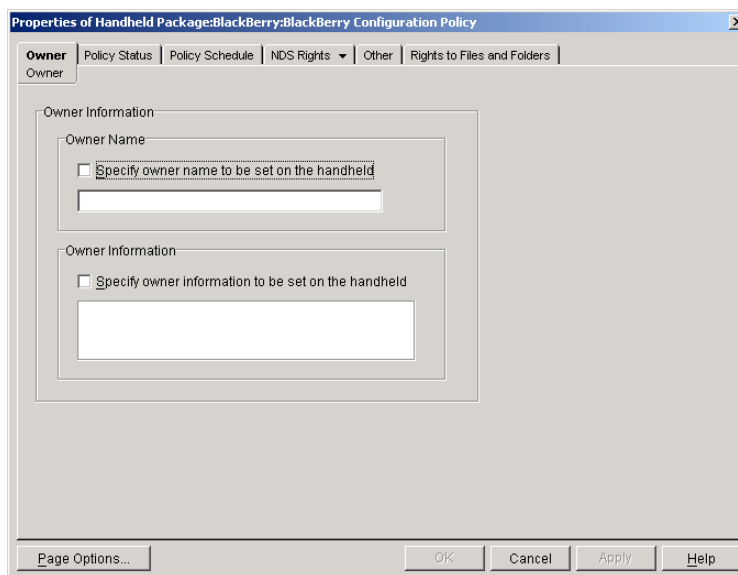 Properties of Handheld Package:BlackBerry:BlackBerry Configuration Policy
Owner Policy Status Policy Schedule NDS Rights Other Rights to Files and Folders
Owner
Owner Information
Owner Name
Specify owner name to be set on the handheld
Owner Information
Specify owner information to be set on the handheld
Page Options... OK Cancel Apply Help